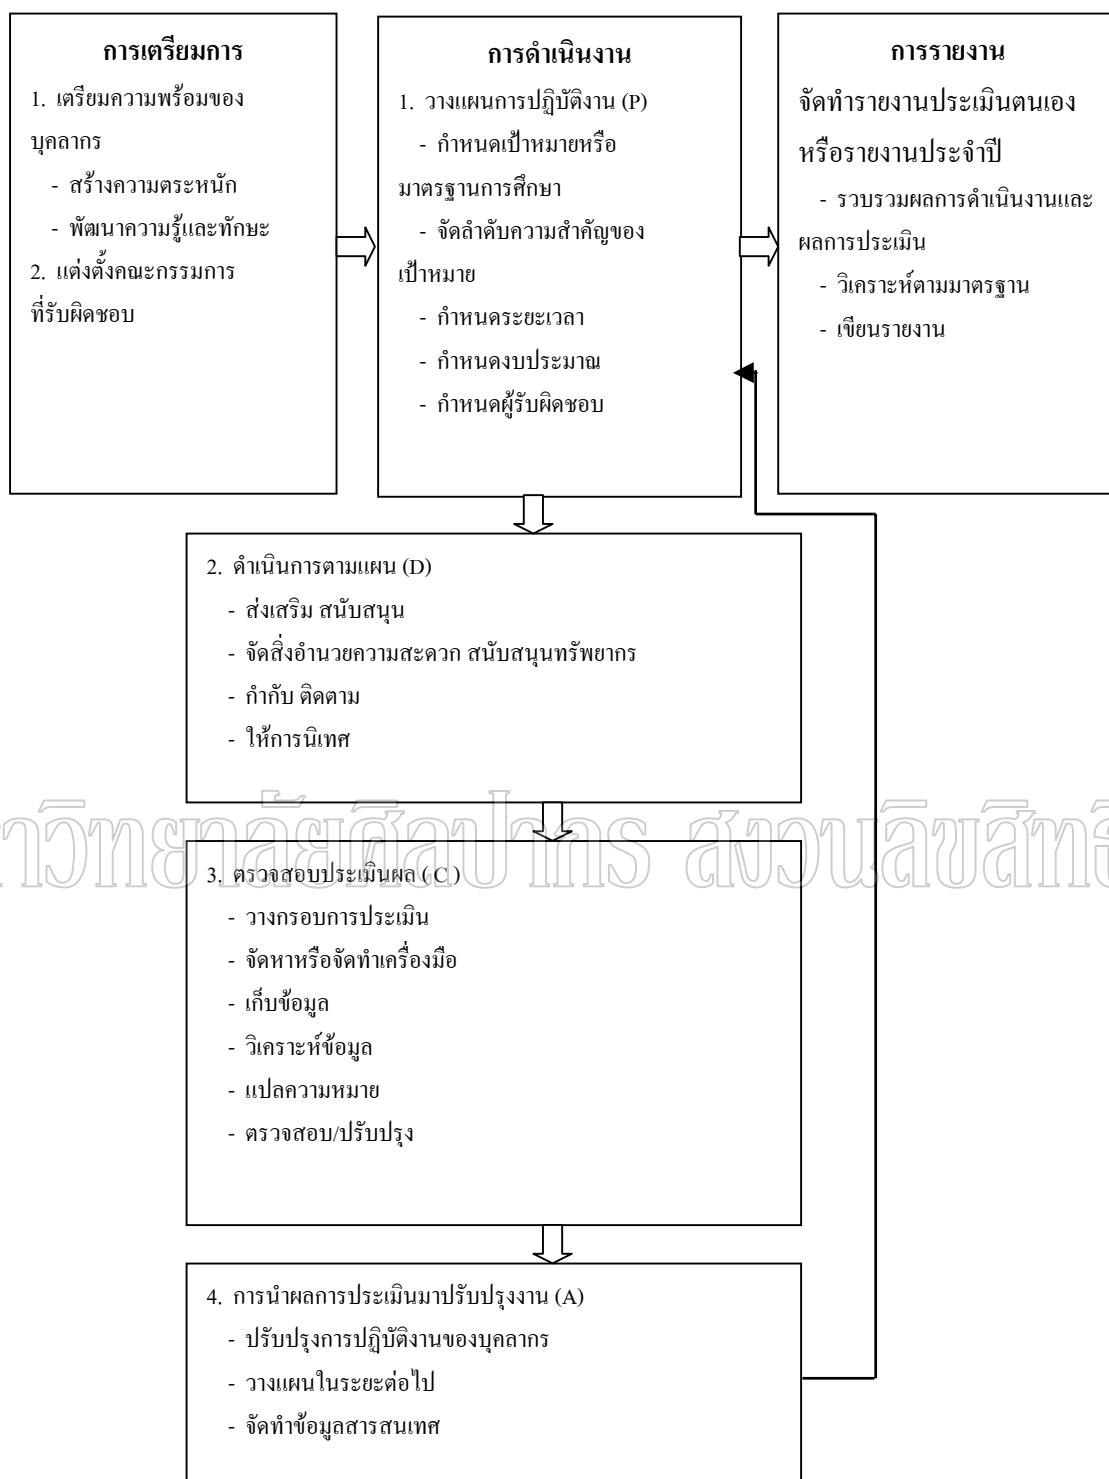 การเตรียมการ
1. เตรียมความพร้อมของ
บุคลากร
- สร้างความตระหนัก
- พัฒนาความรู้และทักษะ
2. แต่งตั้งคณะกรรมการ
ที่รับผิดชอบ
การดำเนินงาน
1. วางแผนการปฏิบัติงาน (P)
- กำหนดเป้าหมายหรือ
มาตรฐานการศึกษา
- จัดลำดับความสำคัญของ
เป้าหมาย
- กำหนดระยะเวลา
- กำหนดงบประมาณ
- กำหนดผู้รับผิดชอบ
การรายงาน
จัดทำรายงานประเมินตนเอง
หรือรายงานประจำปี
- รวบรวมผลการดำเนินงานและ
ผลการประเมิน
- วิเคราะห์ตามมาตรฐาน
- เขียนรายงาน
2. ดำเนินการตามแผน (D)
- ส่งเสริม สนับสนุน
- จัดสิ่งอำนวยความสะดวก สนับสนุนทรัพยากร
- กำกับ ติดตาม
- ให้การนิเทศ
3. ตรวจสอบประเมินผล ( C )
- วางกรอบการประเมิน
- จัดหาหรือจัดทำเครื่องมือ
- เก็บข้อมูล
- วิเคราะห์ข้อมูล
- แปลความหมาย
- ตรวจสอบ/ปรับปรุง
4. การนำผลการประเมินมาปรับปรุงงาน (A)
- ปรับปรุงการปฏิบัติงานของบุคลากร
- วางแผนในระยะต่อไป
- จัดทำข้อมูลสารสนเทศ